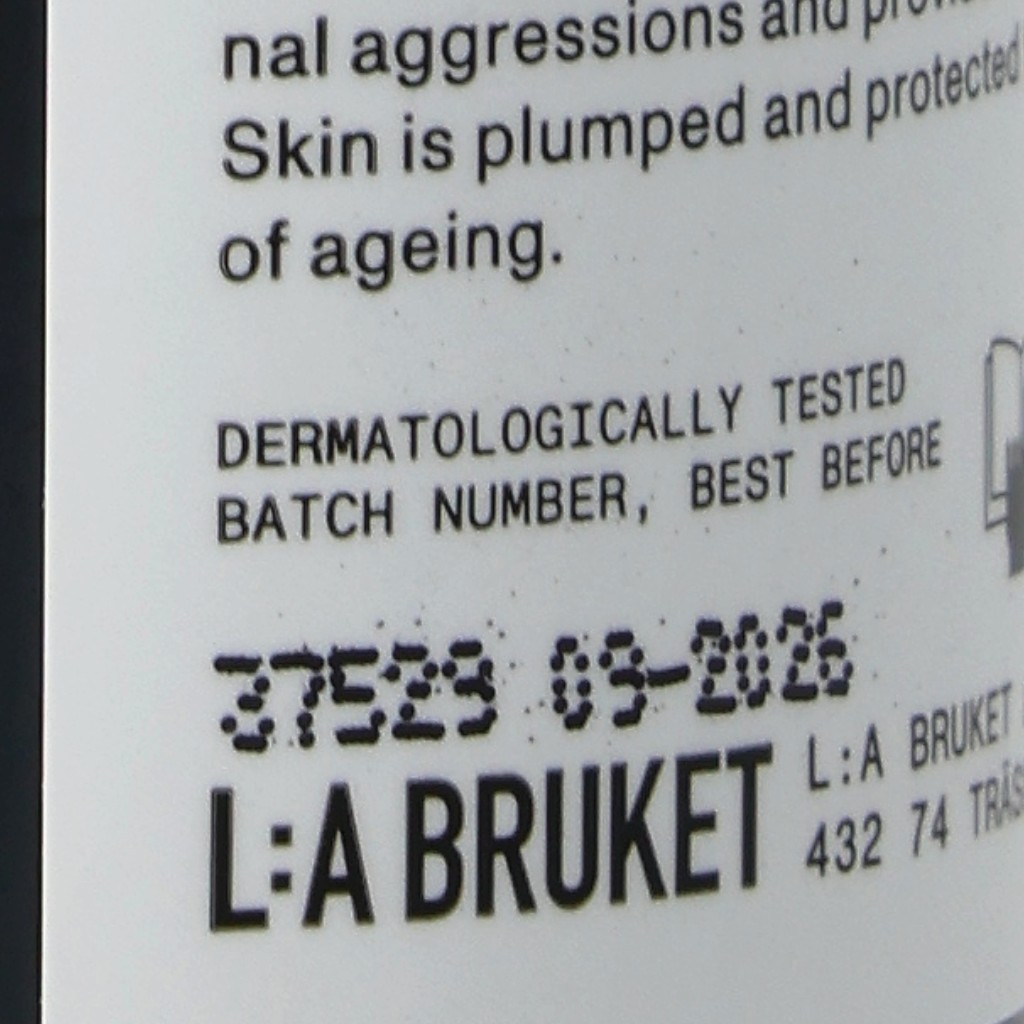 nal aggressions and
Skin is plumped and protected
of ageing.
DERMATOLOGICALLY TESTED
BATCH NUMBER, BEST BEFORE
37529 09-2026
L:A BRUKET
L:A BRUKET
432 74